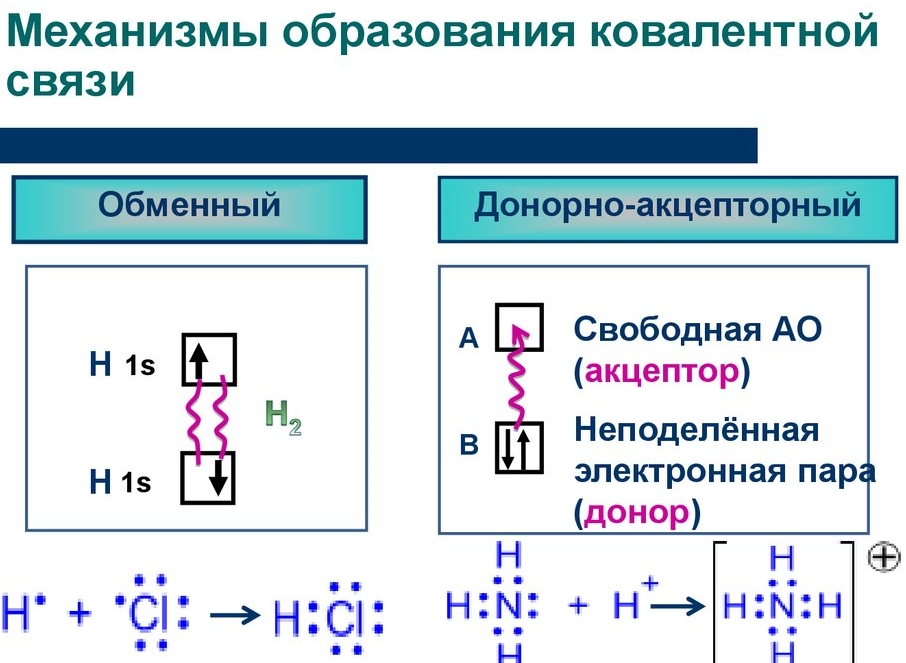 Механизмы образования ковалентной
связи
Обменный
Донорно-акцепторный
H 1s
H₂
H 1s
A
Свободная АО
(акцептор)
B
Неподелённая
электронная пара
(донор)
H• + •Cl: → H:Cl:
H
H:N: + H⁺ → [H:N:H]⊕
H
H
H